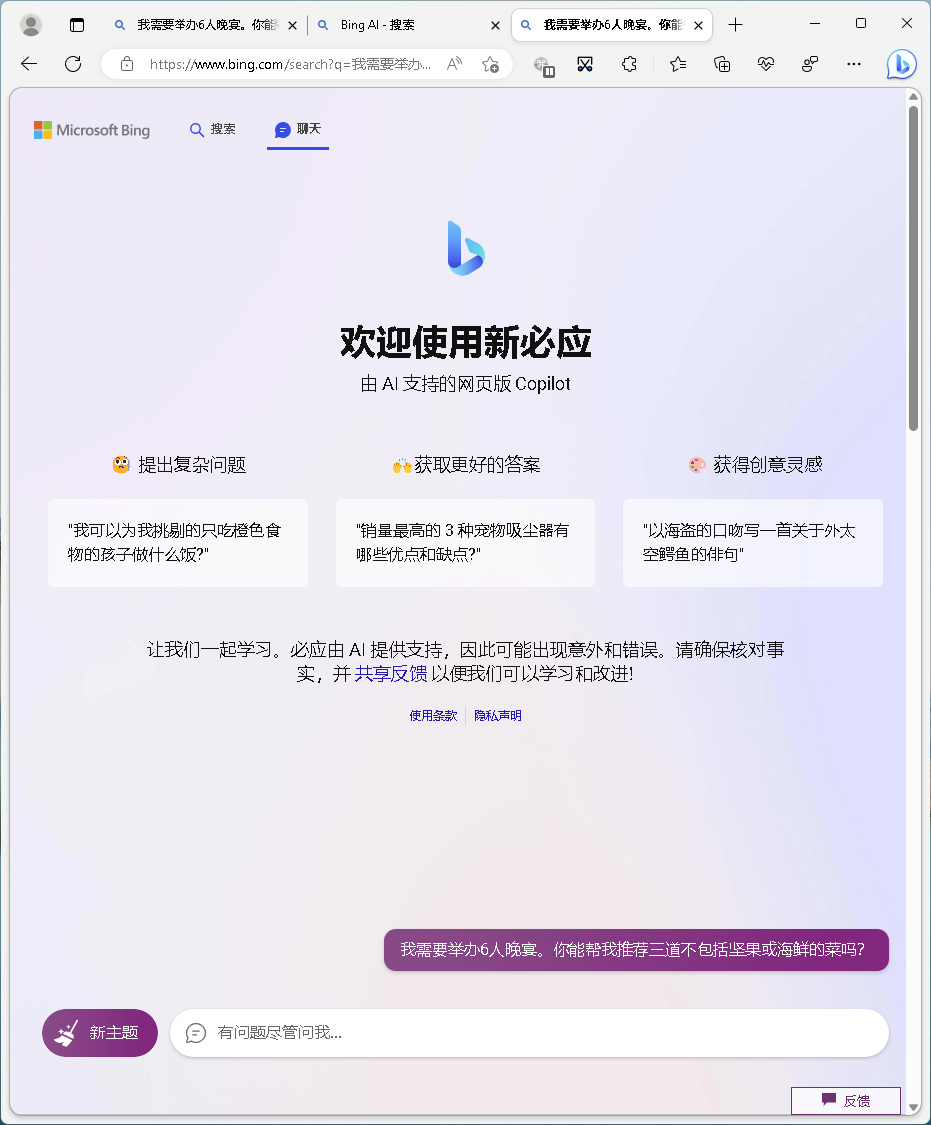 我需要举办6人晚宴。你能
Bing AI - 搜索
我需要举办6人晚宴。你能
https://www.bing.com/search?q=我需要举办...
Microsoft Bing
搜索
聊天
欢迎使用新必应
由 AI 支持的网页版 Copilot
提出复杂问题
获取更好的答案
获得创意灵感
"我可以为我挑剔的只吃橙色食
物的孩子做什么饭?"
"销量最高的 3 种宠物吸尘器有
哪些优点和缺点?"
"以海盗的口吻写一首关于外太
空鳄鱼的俳句"
让我们一起学习。必应由 AI 提供支持，因此可能出现意外和错误。请确保核对事
实，并 共享反馈 以便我们可以学习和改进!
使用条款
隐私声明
我需要举办6人晚宴。你能帮我推荐三道不包括坚果或海鲜的菜吗？
新主题
有问题尽管问我...
反馈